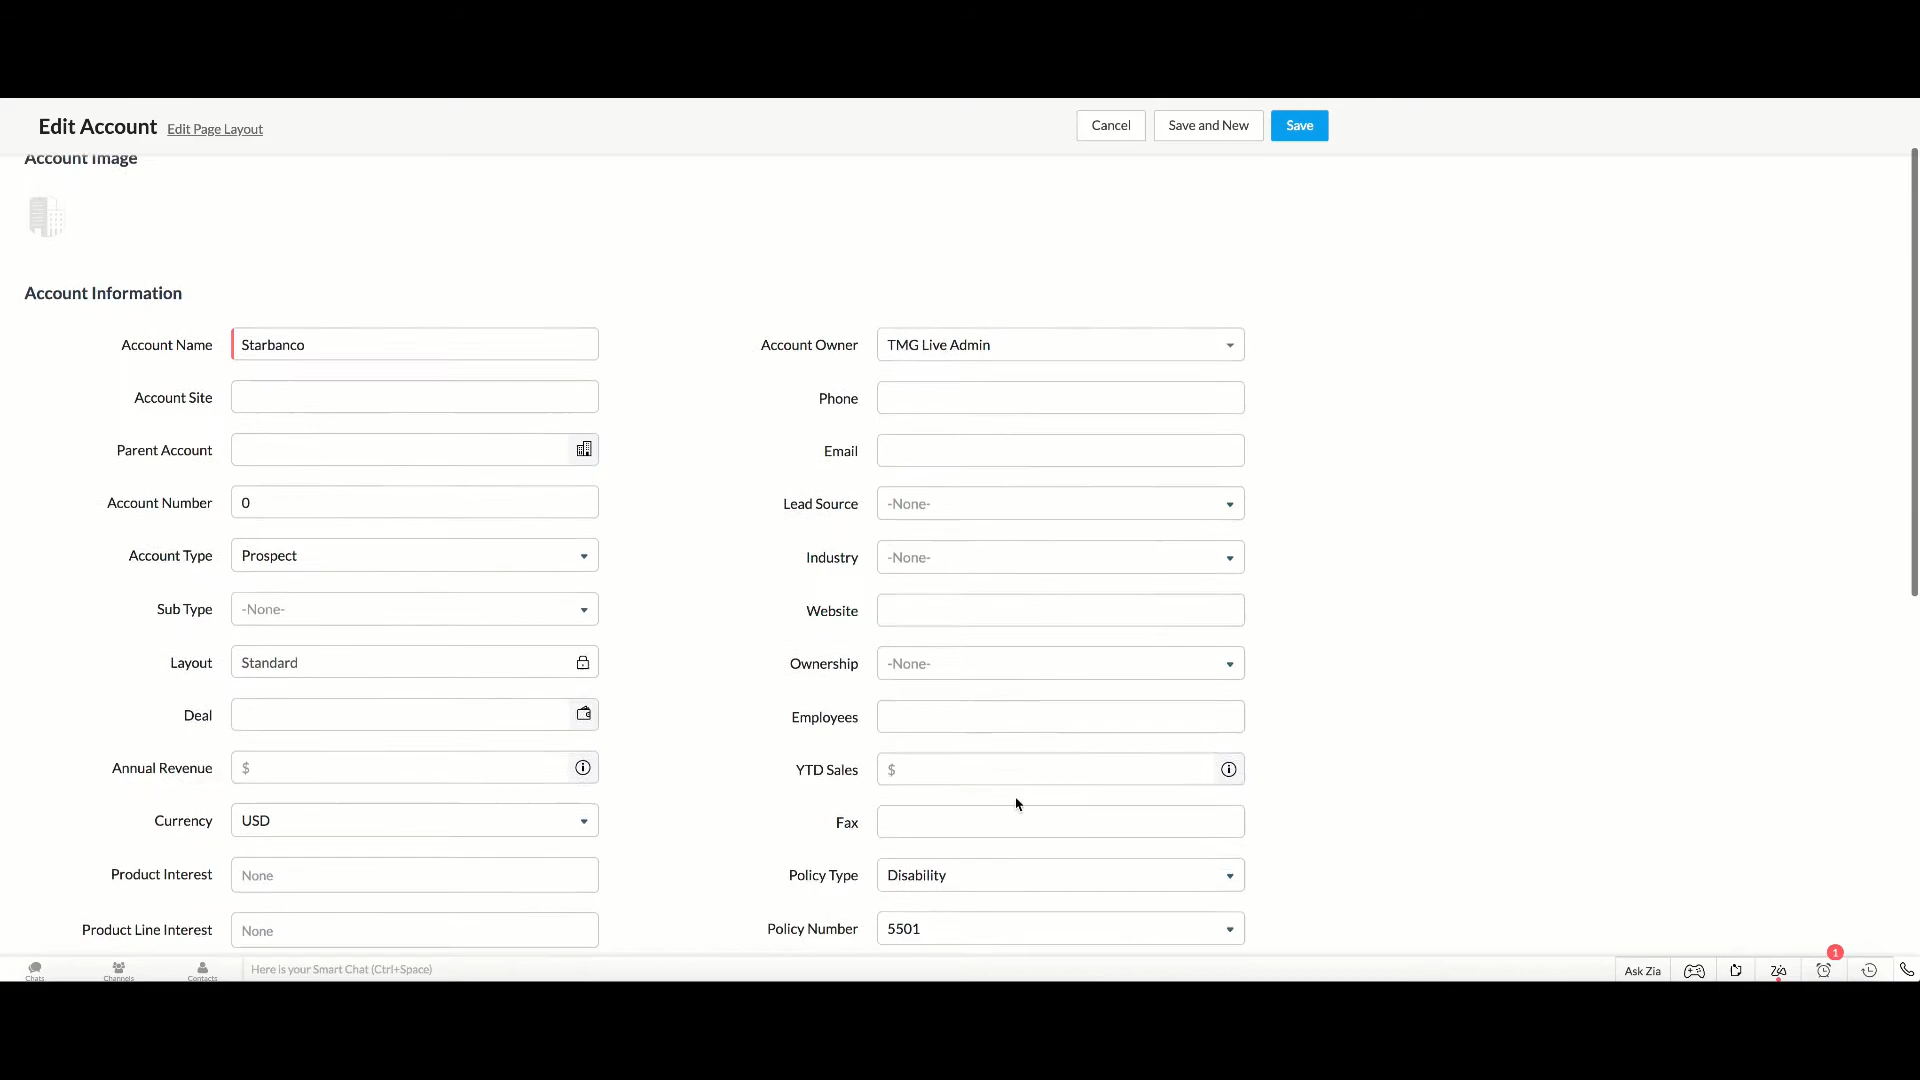 Edit Account Edit Page Layout Cancel Save and New Save
Account Image
Account Information
Account Name Starbanco Account Owner TMG Live Admin
Account Site Phone
Parent Account Email
Account Number 0 Lead Source -None-
Account Type Prospect Industry -None-
Sub Type -None- Website
Layout Standard Ownership -None-
Deal Employees
Annual Revenue $ YTD Sales $
Currency USD Fax
Product Interest None Policy Type Disability
Product Line Interest None Policy Number 5501
1
Chats Channels Contacts Here is your Smart Chat (Ctrl+Space) Ask Zia